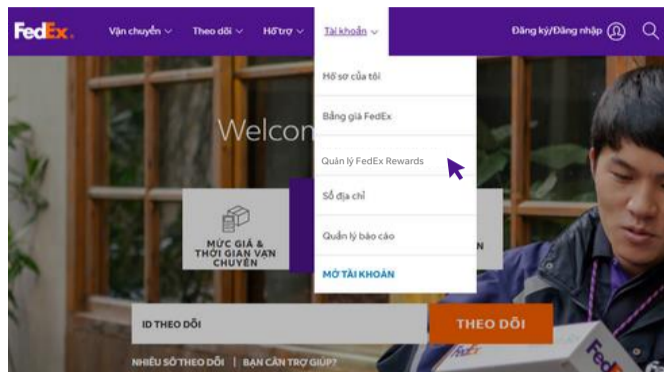 FedEx.
Vận chuyển
Theo dõi
Hỗ trợ
Tài khoản
Đăng ký/Đăng nhập
Hồ sơ của tôi
Bảng giá FedEx
Quản lý FedEx Rewards
Sổ địa chỉ
Quản lý báo cáo
MỞ TÀI KHOẢN
Welcom
MỨC GIÁ &
THỜI GIAN VẬN
CHUYỂN
N
ID THEO DÕI
THEO DÕI
NHIỀU SỐ THEO DÕI | BẠN CẦN TRỢ GIÚP?
FedEx
Fed